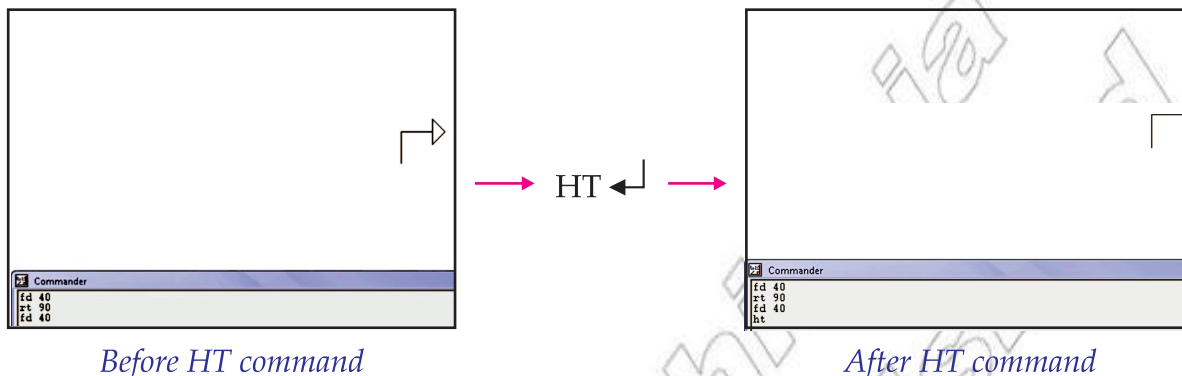 Commander
fd 40
rt 90
fd 40
Before HT command
HT
Commander
fd 40
rt 90
fd 40
ht
After HT command